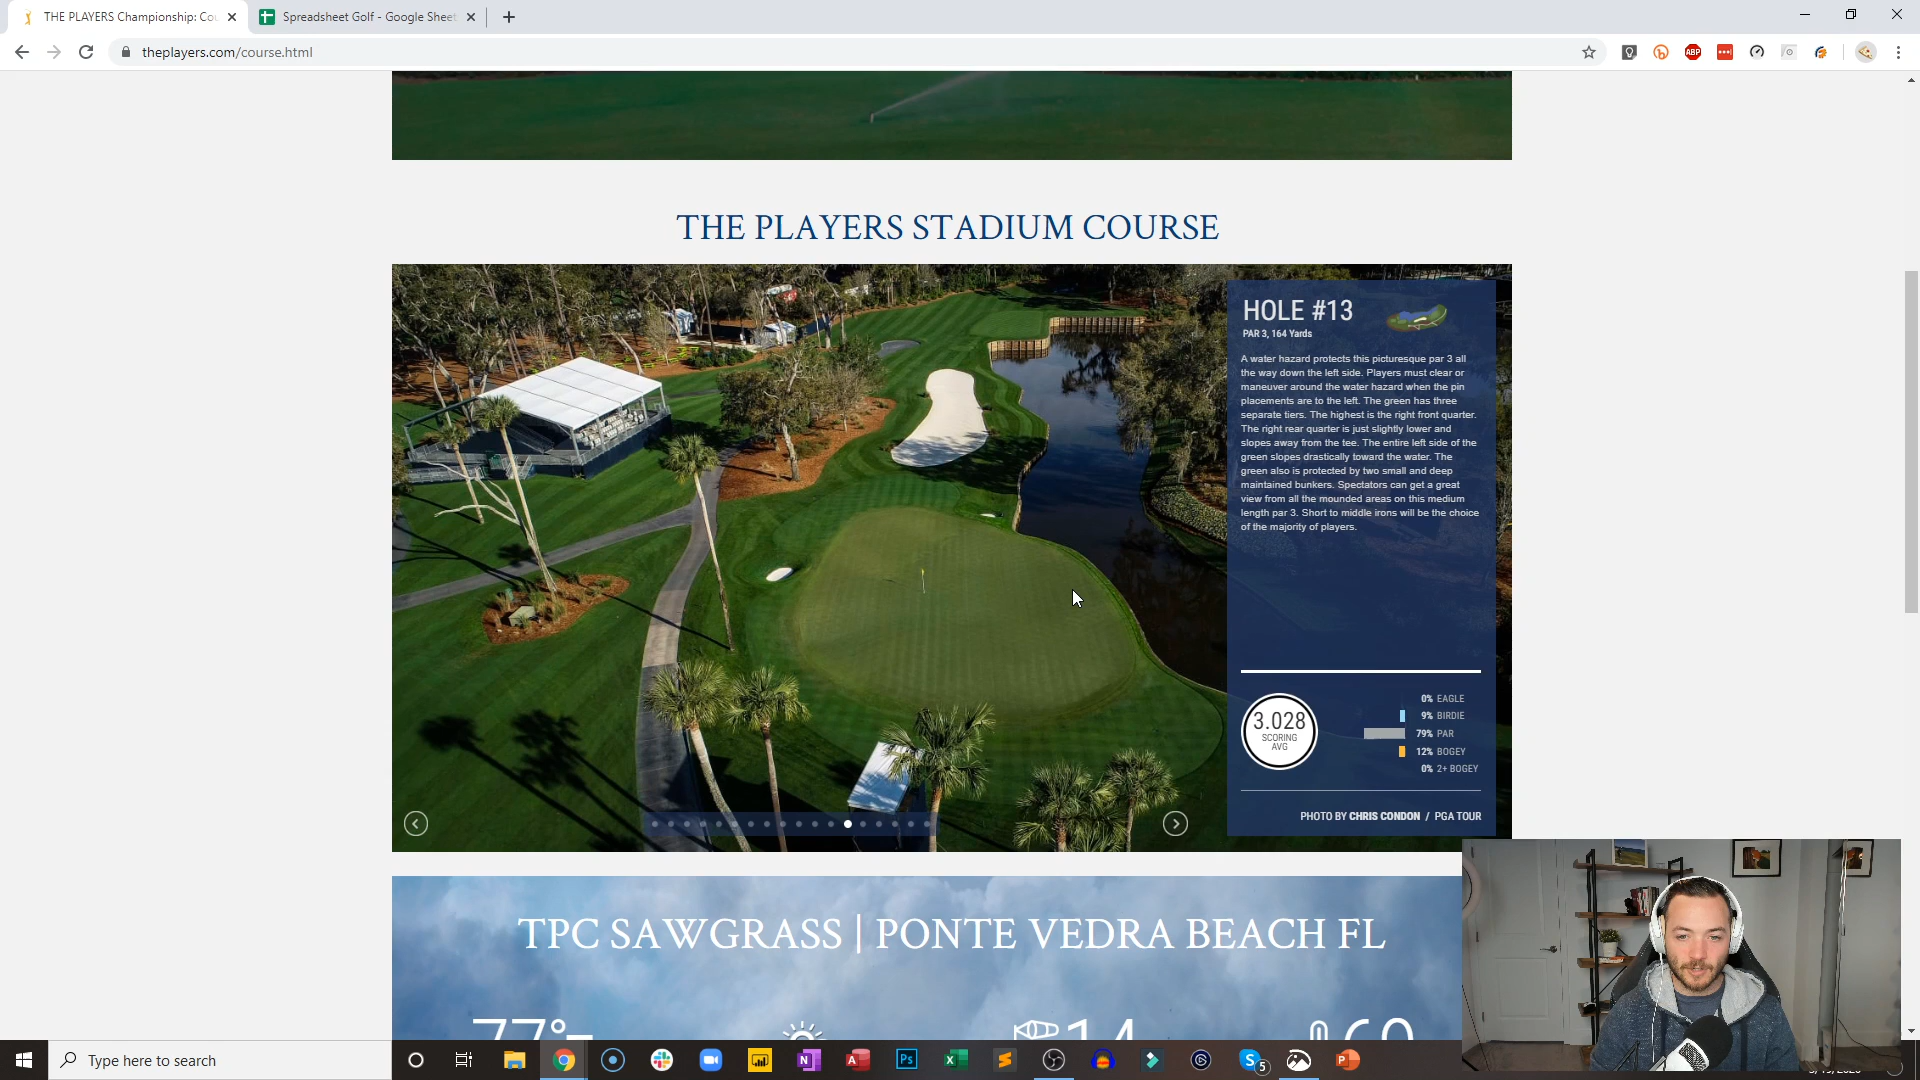 THE PLAYERS Championship: Cou
Spreadsheet Golf - Google Sheet
theplayers.com/course.html
ABP
THE PLAYERS STADIUM COURSE
HOLE #13
PAR 3, 164 Yards
A water hazard protects this picturesque par 3 all
the way down the left side. Players must clear or
maneuver around the water hazard when the pin
placements are to the left. The green has three
separate tiers. The highest is the right front quarter.
The right rear quarter is just slightly lower and
slopes away from the tee. The entire left side of the
green slopes drastically toward the water. The
green also is protected by two small and deep
maintained bunkers. Spectators can get a great
view from all the mounded areas on this medium
length par 3. Short to middle irons will be the choice
of the majority of players.
3.028
SCORING
AVG
0% EAGLE
9% BIRDIE
79% PAR
12% BOGEY
0% 2+ BOGEY
PHOTO BY CHRIS CONDON / PGA TOUR
TPC SAWGRASS | PONTE VEDRA BEACH FL
Type here to search
Ps
5